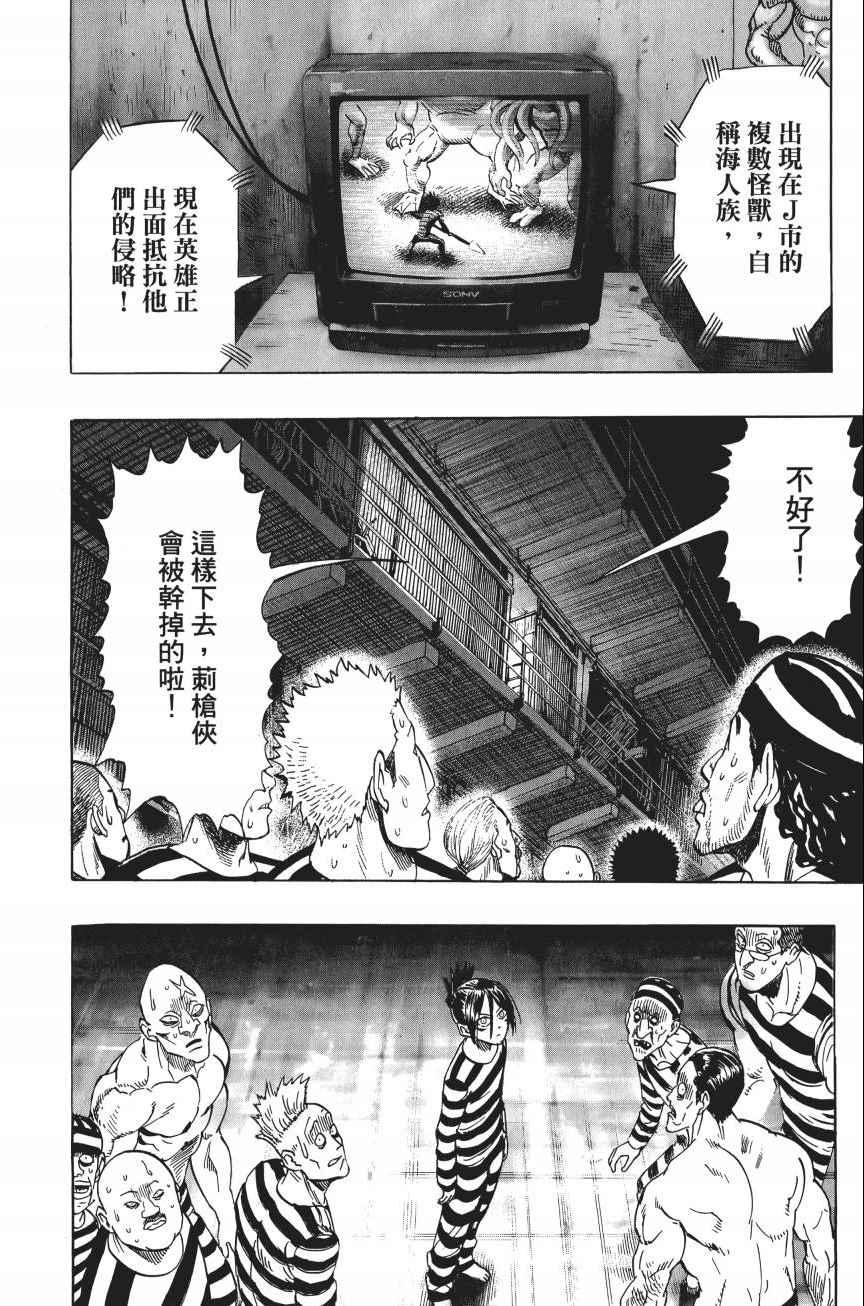 出現在J市的
複數怪獸，自
稱海人族，
現在英雄正
出面抵抗他
們的侵略！
SONY
不好了！
這樣下去，莿槍俠
會被幹掉的啦！